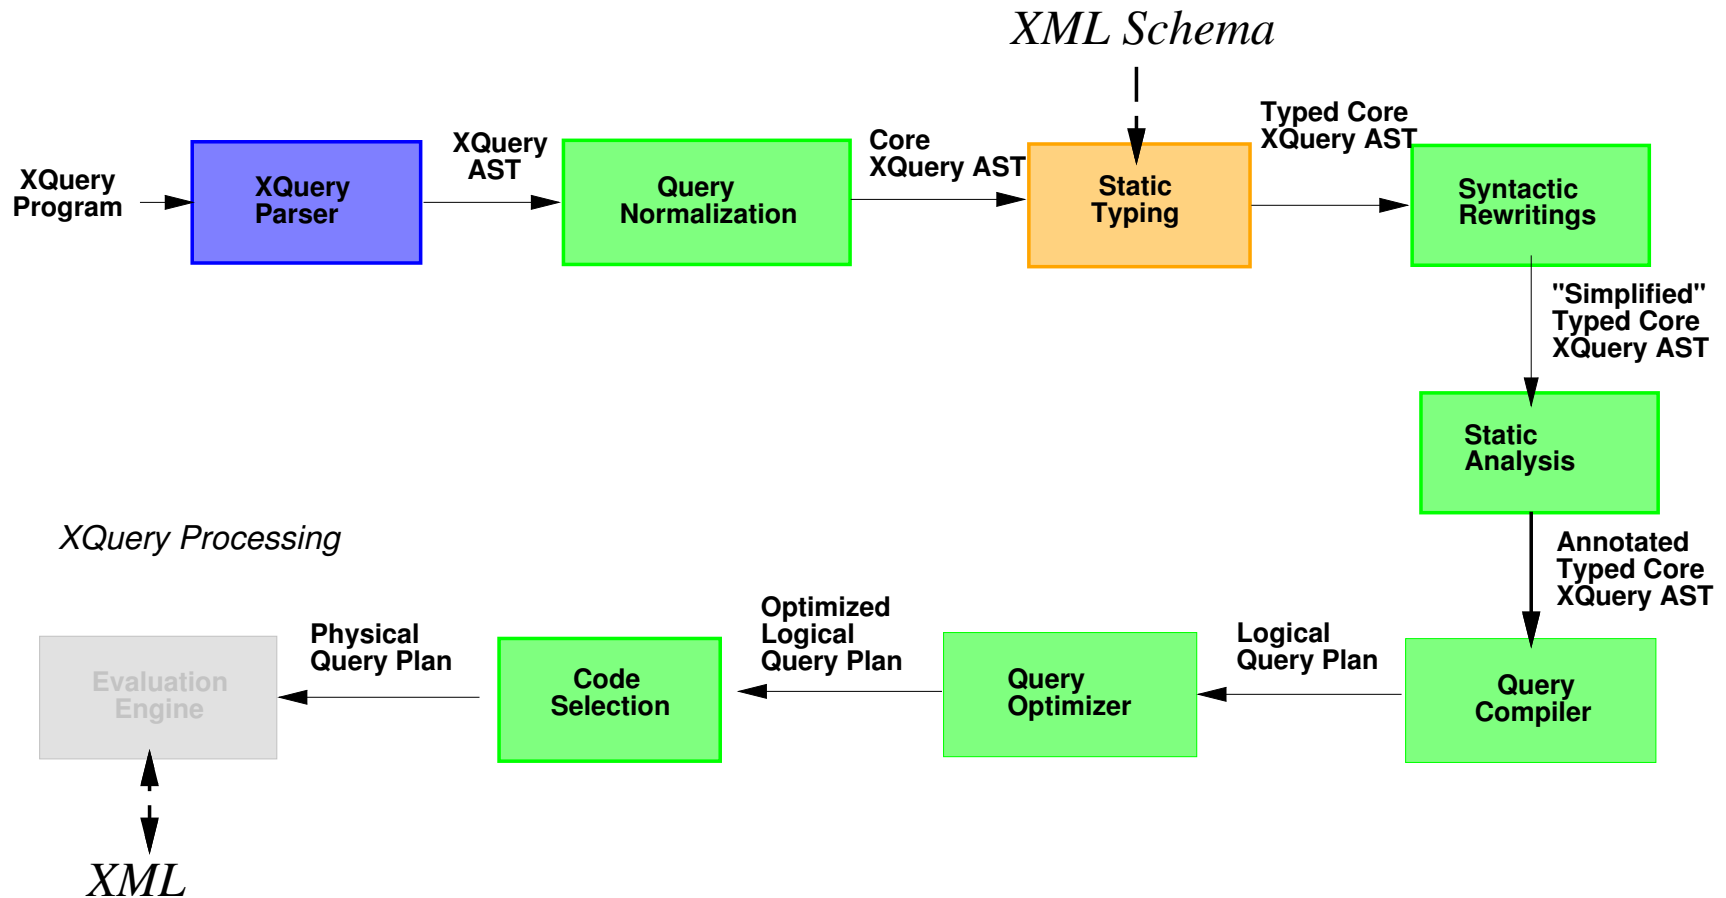 XML Schema
XQuery
Program
XQuery
Parser
XQuery
AST
Query
Normalization
Core
XQuery AST
Static
Typing
Typed Core
XQuery AST
Syntactic
Rewritings
"Simplified"
Typed Core
XQuery AST
Static
Analysis
Annotated
Typed Core
XQuery AST
XQuery Processing
Query
Compiler
Logical
Query Plan
Query
Optimizer
Optimized
Logical
Query Plan
Code
Selection
Physical
Query Plan
Evaluation
Engine
XML